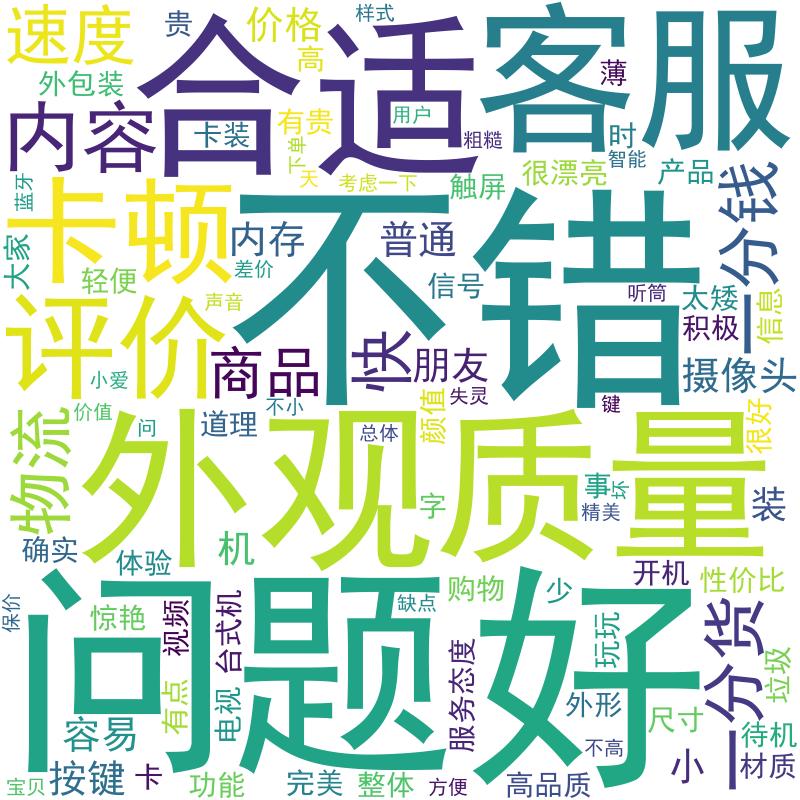 速度
贵
价格
样式
高
外包装
合适
客服
薄
内容
卡装
有贵
用户
粗糙
时
智能
下单
天
考虑一下
触屏
很漂亮
产品
一分钱
蓝牙
卡顿
不错
大家
内存
普通
轻便
差价
信号
听筒
太矮
信息
声音
评价
积极
商品
快
朋友
摄像头
小爱
失灵
不小
键
价值
物流
道理
颜值
很好
问
总体
外观
质量
字
事
坏
精美
装
确实
体验
机
开机
性价比
购物
少
问题
好
保价
惊艳
视频
台式机
缺点
玩玩
一分货
垃圾
有点
电视
服务态度
外形
尺寸
容易
不高
待机
宝贝
按键
卡
功能
完美
整体
方便
高品质
小
材质